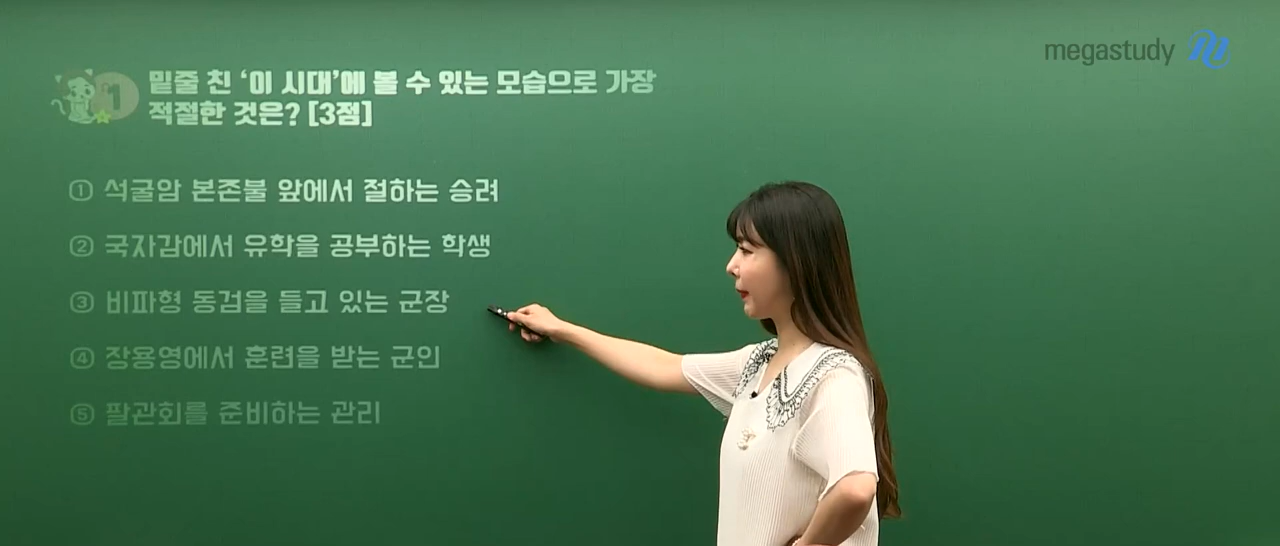 megastudy
1 밑줄 친 ‘이 시대’에 볼 수 있는 모습으로 가장
적절한 것은? [3점]
① 석굴암 본존불 앞에서 절하는 승려
② 국자감에서 유학을 공부하는 학생
③ 비파형 동검을 들고 있는 군장
④ 장용영에서 훈련을 받는 군인
⑤ 팔관회를 준비하는 관리